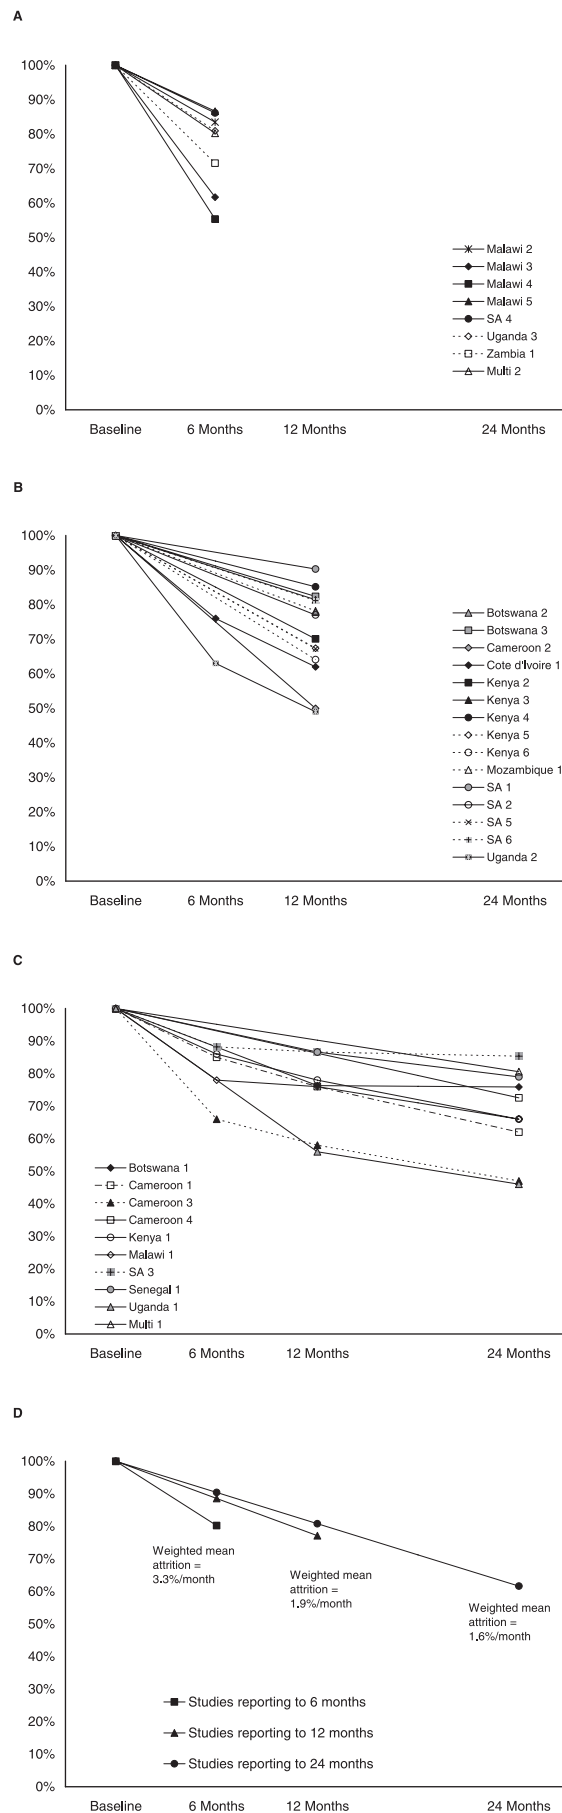 A
100%
90%
80%
70%
60%
50%
40%
30%
20%
10%
0%
Malawi 2
Malawi 3
Malawi 4
Malawi 5
SA 4
Uganda 3
Zambia 1
Multi 2
Baseline 6 Months 12 Months 24 Months
B
100%
90%
80%
70%
60%
50%
40%
30%
20%
10%
0%
Botswana 2
Botswana 3
Cameroon 2
Cote d'Ivoire 1
Kenya 2
Kenya 3
Kenya 4
Kenya 5
Kenya 6
Mozambique 1
SA 1
SA 2
SA 5
SA 6
Uganda 2
Baseline 6 Months 12 Months 24 Months
C
100%
90%
80%
70%
60%
50%
40%
30%
20%
10%
0%
Botswana 1
Cameroon 1
Cameroon 3
Cameroon 4
Kenya 1
Malawi 1
SA 3
Senegal 1
Uganda 1
Multi 1
Baseline 6 Months 12 Months 24 Months
D
100%
90%
80%
70%
60%
50%
40%
30%
20%
10%
0%
Weighted mean
attrition =
3.3%/month
Weighted mean
attrition =
1.9%/month
Weighted mean
attrition =
1.6%/month
Studies reporting to 6 months
Studies reporting to 12 months
Studies reporting to 24 months
Baseline 6 Months 12 Months 24 Months